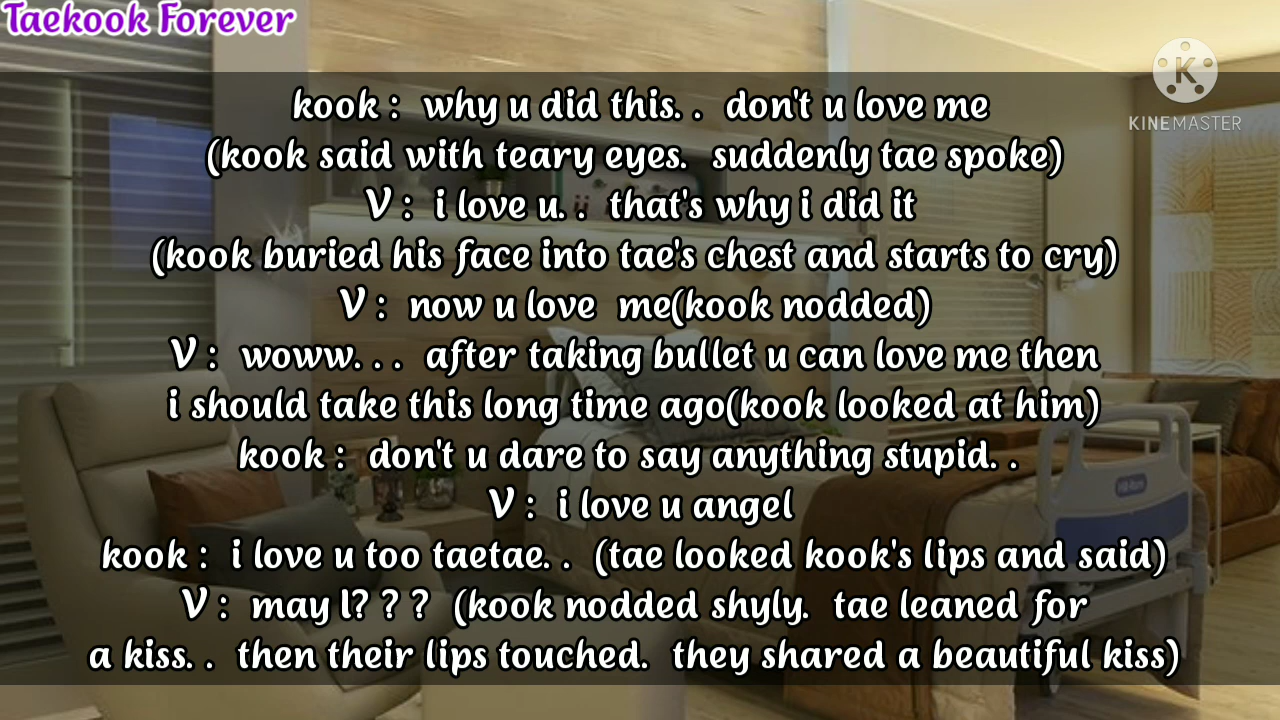 Taekook Forever
KINEMASTER
kook : why u did this. . don't u love me
(kook said with teary eyes. suddenly tae spoke)
V : i love u. . that's why i did it
(kook buried his face into tae's chest and starts to cry)
V : now u love me(kook nodded)
V : woww. . . after taking bullet u can love me then
i should take this long time ago(kook looked at him)
kook : don't u dare to say anything stupid. .
V : i love u angel
kook : i love u too taetae. . (tae looked kook's lips and said)
V : may I? ? ? (kook nodded shyly. tae leaned for
a kiss. . then their lips touched. they shared a beautiful kiss)